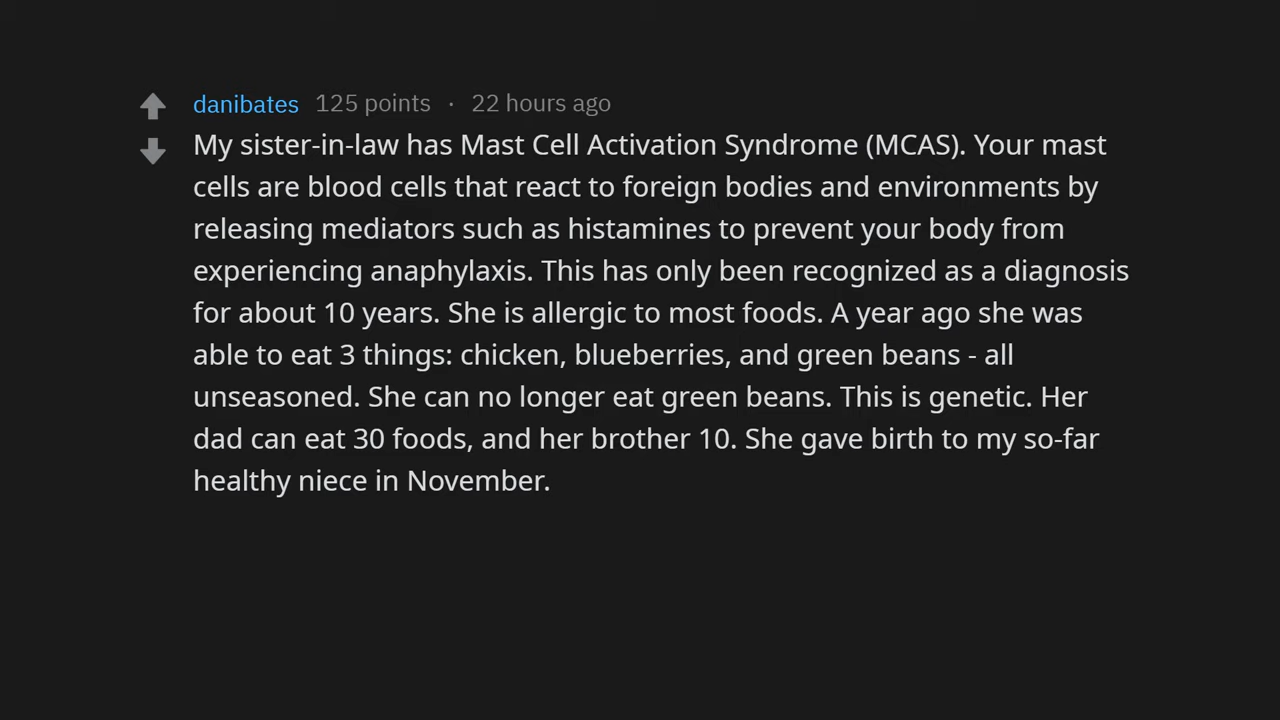 danibates 125 points · 22 hours ago
My sister-in-law has Mast Cell Activation Syndrome (MCAS). Your mast
cells are blood cells that react to foreign bodies and environments by
releasing mediators such as histamines to prevent your body from
experiencing anaphylaxis. This has only been recognized as a diagnosis
for about 10 years. She is allergic to most foods. A year ago she was
able to eat 3 things: chicken, blueberries, and green beans - all
unseasoned. She can no longer eat green beans. This is genetic. Her
dad can eat 30 foods, and her brother 10. She gave birth to my so-far
healthy niece in November.